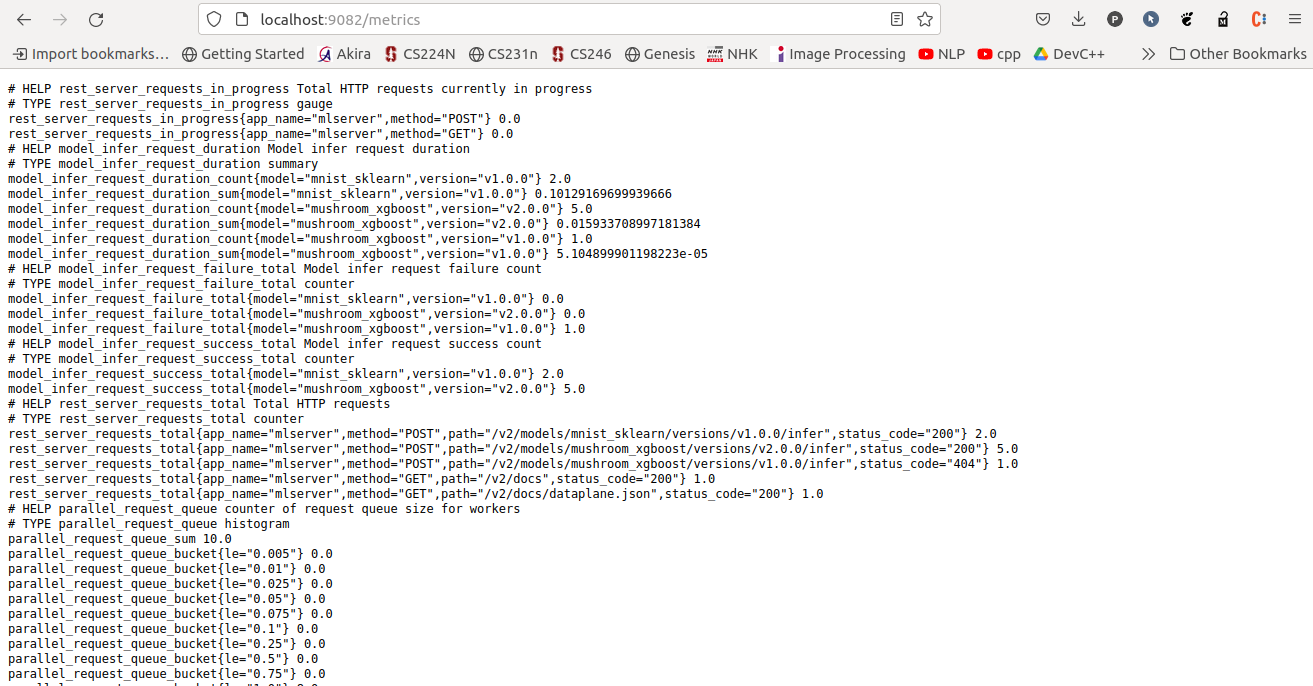 localhost:9082/metrics
Import bookmarks… Getting Started Akira CS224N CS231n CS246 Genesis NHK Image Processing NLP cpp DevC++ Other Bookmarks
# HELP rest_server_requests_in_progress Total HTTP requests currently in progress
# TYPE rest_server_requests_in_progress gauge
rest_server_requests_in_progress{app_name="mlserver",method="POST"} 0.0
rest_server_requests_in_progress{app_name="mlserver",method="GET"} 0.0
# HELP model_infer_request_duration Model infer request duration
# TYPE model_infer_request_duration summary
model_infer_request_duration_count{model="mnist_sklearn",version="v1.0.0"} 2.0
model_infer_request_duration_sum{model="mnist_sklearn",version="v1.0.0"} 0.10129169699939666
model_infer_request_duration_count{model="mushroom_xgboost",version="v2.0.0"} 5.0
model_infer_request_duration_sum{model="mushroom_xgboost",version="v2.0.0"} 0.015933708997181384
model_infer_request_duration_count{model="mushroom_xgboost",version="v1.0.0"} 1.0
model_infer_request_duration_sum{model="mushroom_xgboost",version="v1.0.0"} 5.104899901198223e-05
# HELP model_infer_request_failure_total Model infer request failure count
# TYPE model_infer_request_failure_total counter
model_infer_request_failure_total{model="mnist_sklearn",version="v1.0.0"} 0.0
model_infer_request_failure_total{model="mushroom_xgboost",version="v2.0.0"} 0.0
model_infer_request_failure_total{model="mushroom_xgboost",version="v1.0.0"} 1.0
# HELP model_infer_request_success_total Model infer request success count
# TYPE model_infer_request_success_total counter
model_infer_request_success_total{model="mnist_sklearn",version="v1.0.0"} 2.0
model_infer_request_success_total{model="mushroom_xgboost",version="v2.0.0"} 5.0
# HELP rest_server_requests_total Total HTTP requests
# TYPE rest_server_requests_total counter
rest_server_requests_total{app_name="mlserver",method="POST",path="/v2/models/mnist_sklearn/versions/v1.0.0/infer",status_code="200"} 2.0
rest_server_requests_total{app_name="mlserver",method="POST",path="/v2/models/mushroom_xgboost/versions/v2.0.0/infer",status_code="200"} 5.0
rest_server_requests_total{app_name="mlserver",method="POST",path="/v2/models/mushroom_xgboost/versions/v1.0.0/infer",status_code="404"} 1.0
rest_server_requests_total{app_name="mlserver",method="GET",path="/v2/docs",status_code="200"} 1.0
rest_server_requests_total{app_name="mlserver",method="GET",path="/v2/docs/dataplane.json",status_code="200"} 1.0
# HELP parallel_request_queue counter of request queue size for workers
# TYPE parallel_request_queue histogram
parallel_request_queue_sum 10.0
parallel_request_queue_bucket{le="0.005"} 0.0
parallel_request_queue_bucket{le="0.01"} 0.0
parallel_request_queue_bucket{le="0.025"} 0.0
parallel_request_queue_bucket{le="0.05"} 0.0
parallel_request_queue_bucket{le="0.075"} 0.0
parallel_request_queue_bucket{le="0.1"} 0.0
parallel_request_queue_bucket{le="0.25"} 0.0
parallel_request_queue_bucket{le="0.5"} 0.0
parallel_request_queue_bucket{le="0.75"} 0.0